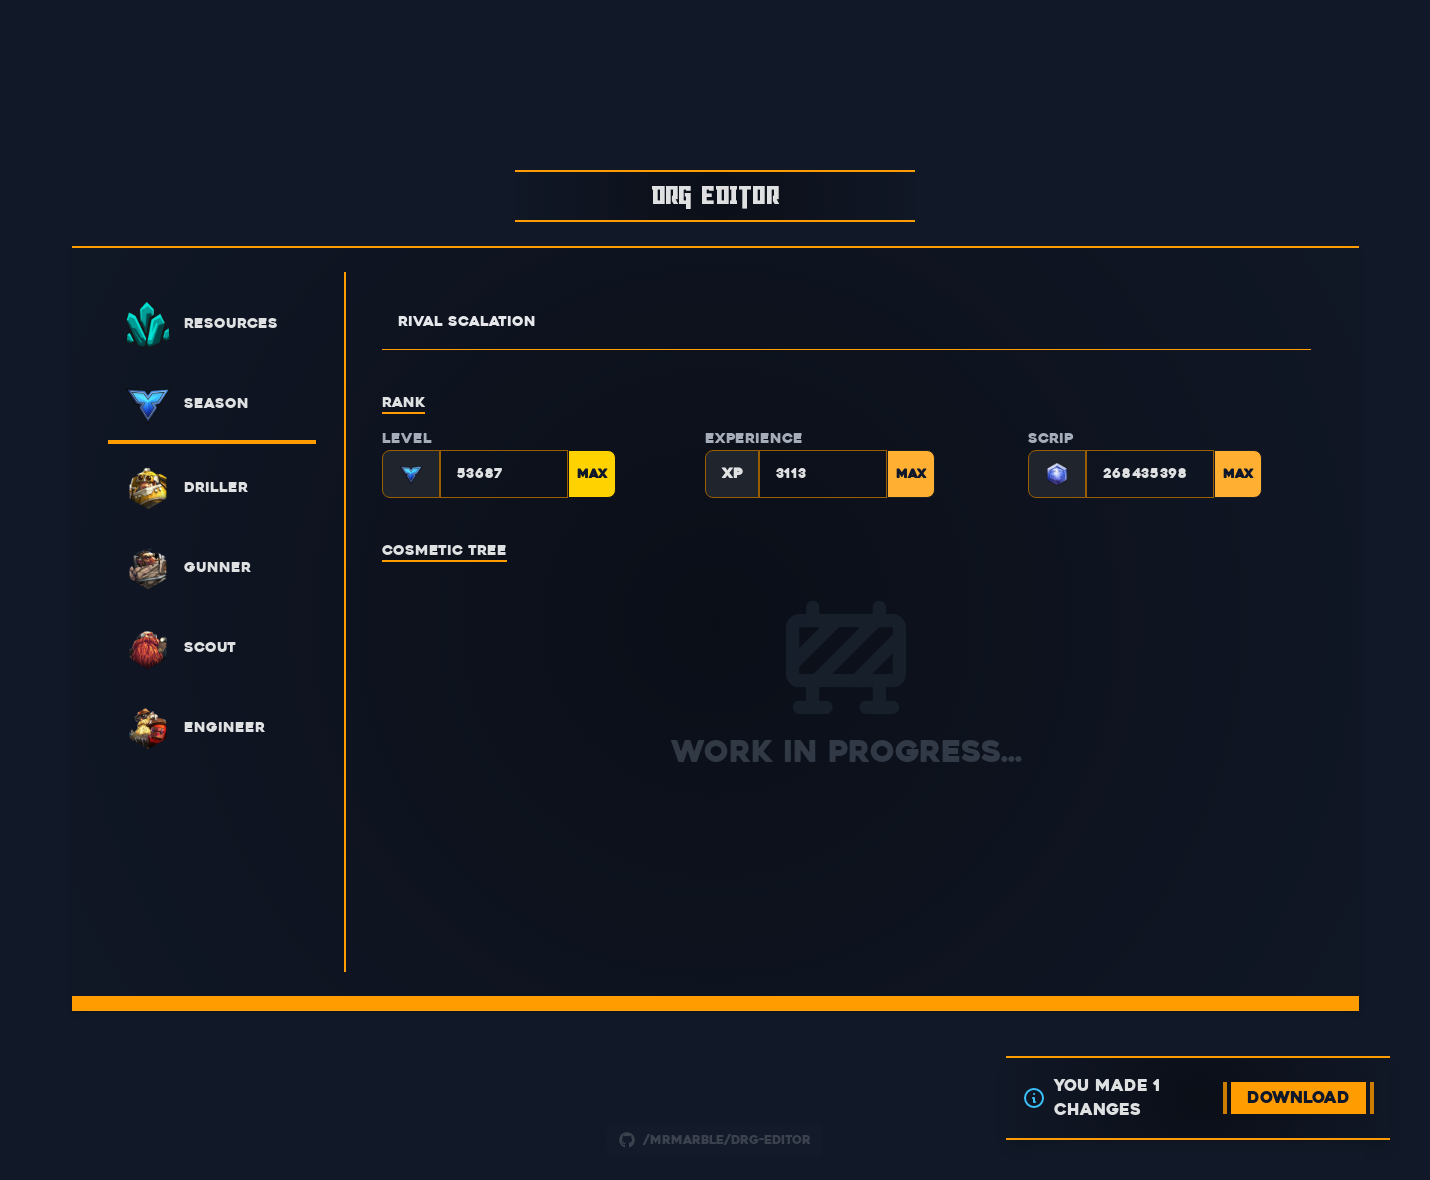 DRG EDITOR
RESOURCES
SEASON
DRILLER
GUNNER
SCOUT
ENGINEER
RIVAL SCALATION
RANK
LEVEL
53687
MAX
EXPERIENCE
XP
3113
MAX
SCRIP
268435398
MAX
COSMETIC TREE
WORK IN PROGRESS...
YOU MADE 1
CHANGES
DOWNLOAD
/MRMARBLE/DRG-EDITOR